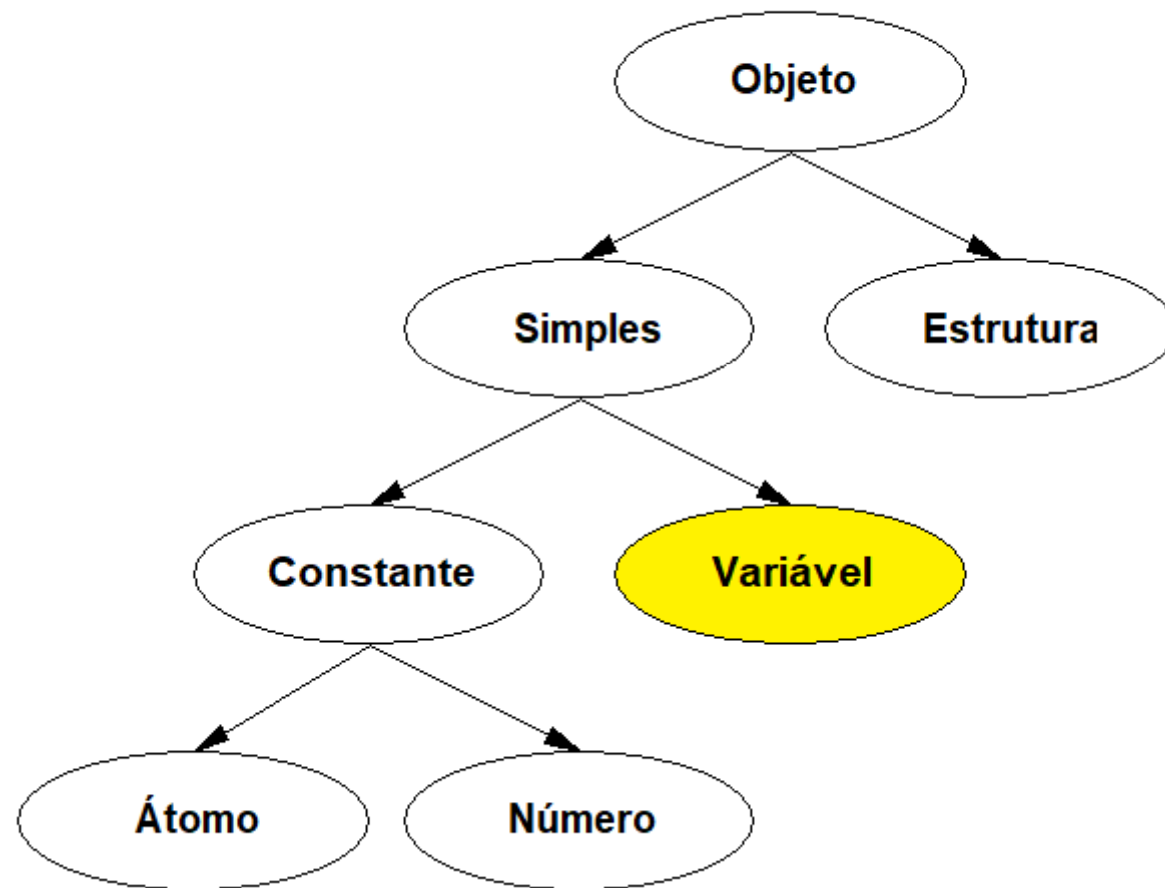 Objeto
Simples
Estrutura
Constante
Variável
Átomo
Número